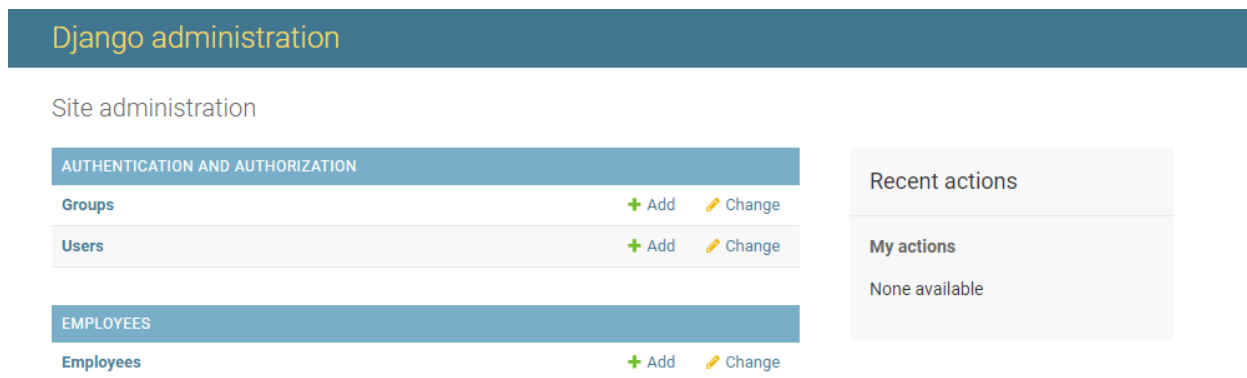 Django administration
Site administration
AUTHENTICATION AND AUTHORIZATION
Groups Add Change
Users Add Change
EMPLOYEES
Employees Add Change
Recent actions
My actions
None available